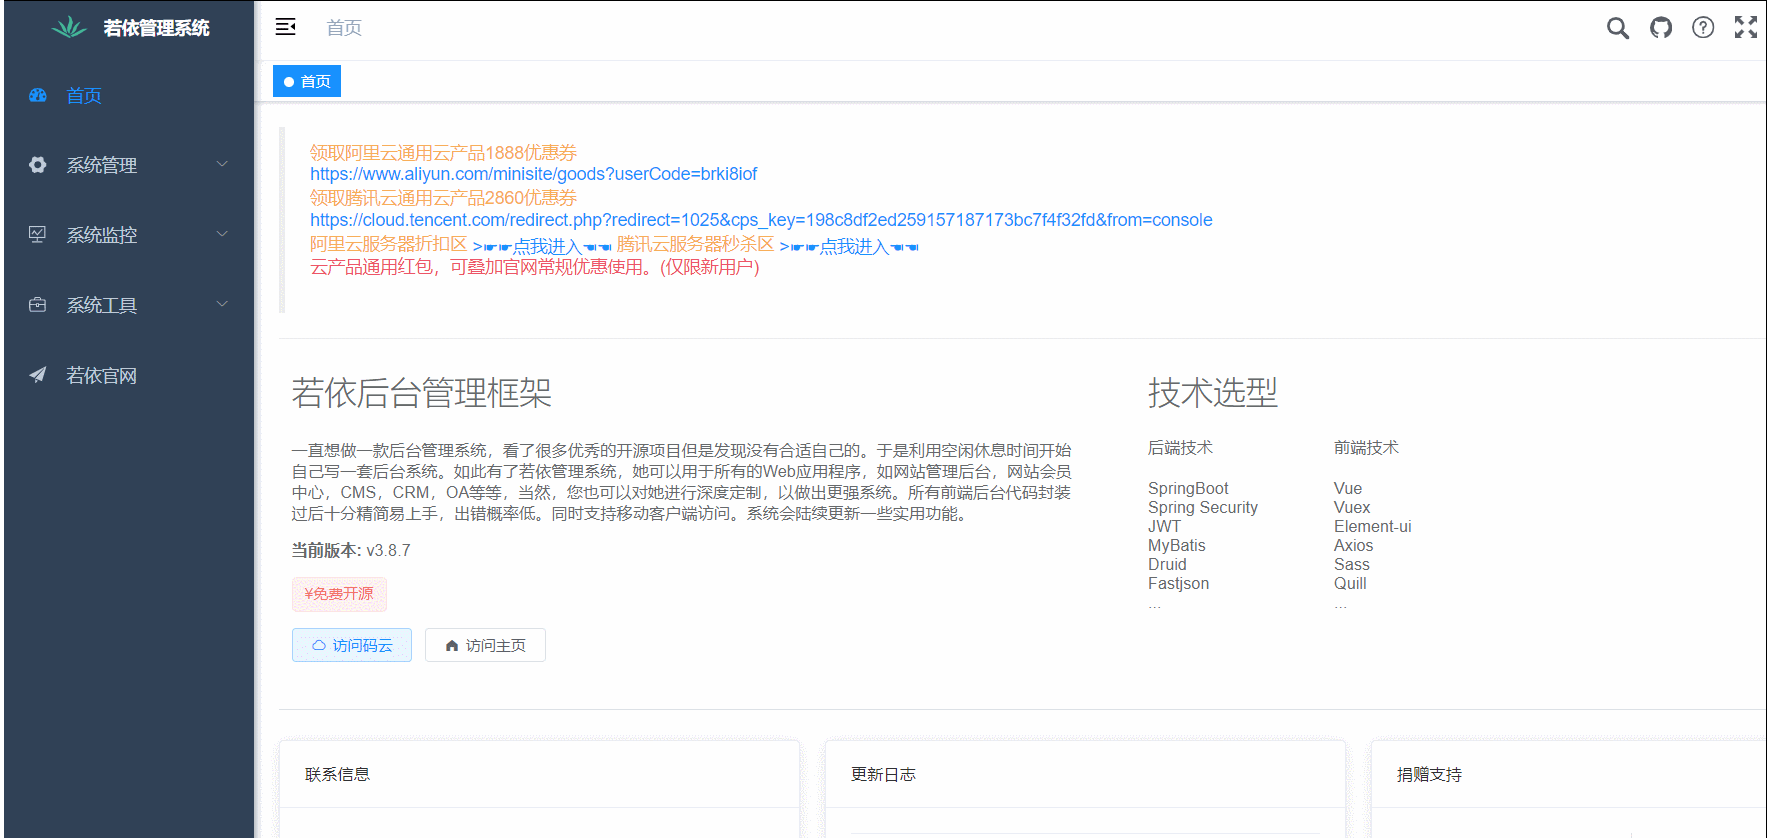 若依管理系统
首页
系统管理
系统监控
系统工具
若依官网
首页
首页
领取阿里云通用云产品1888优惠券
https://www.aliyun.com/minisite/goods?userCode=brki8iof
领取腾讯云通用云产品2860优惠券
https://cloud.tencent.com/redirect.php?redirect=1025&cps_key=198c8df2ed259157187173bc7f4f32fd&from=console
阿里云服务器折扣区 >☛☛点我进入☚☚ 腾讯云服务器秒杀区 >☛☛点我进入☚☚
云产品通用红包，可叠加官网常规优惠使用。(仅限新用户)
若依后台管理框架
一直想做一款后台管理系统，看了很多优秀的开源项目但是发现没有合适自己的。于是利用空闲休息时间开始
自己写一套后台系统。如此有了若依管理系统，她可以用于所有的Web应用程序，如网站管理后台，网站会员
中心，CMS，CRM，OA等等，当然，您也可以对她进行深度定制，以做出更强系统。所有前端后台代码封装
过后十分精简易上手，出错概率低。同时支持移动客户端访问。系统会陆续更新一些实用功能。
当前版本: v3.8.7
¥免费开源
访问码云
访问主页
技术选型
后端技术
SpringBoot
Spring Security
JWT
MyBatis
Druid
Fastjson
...
前端技术
Vue
Vuex
Element-ui
Axios
Sass
Quill
...
联系信息
更新日志
捐赠支持